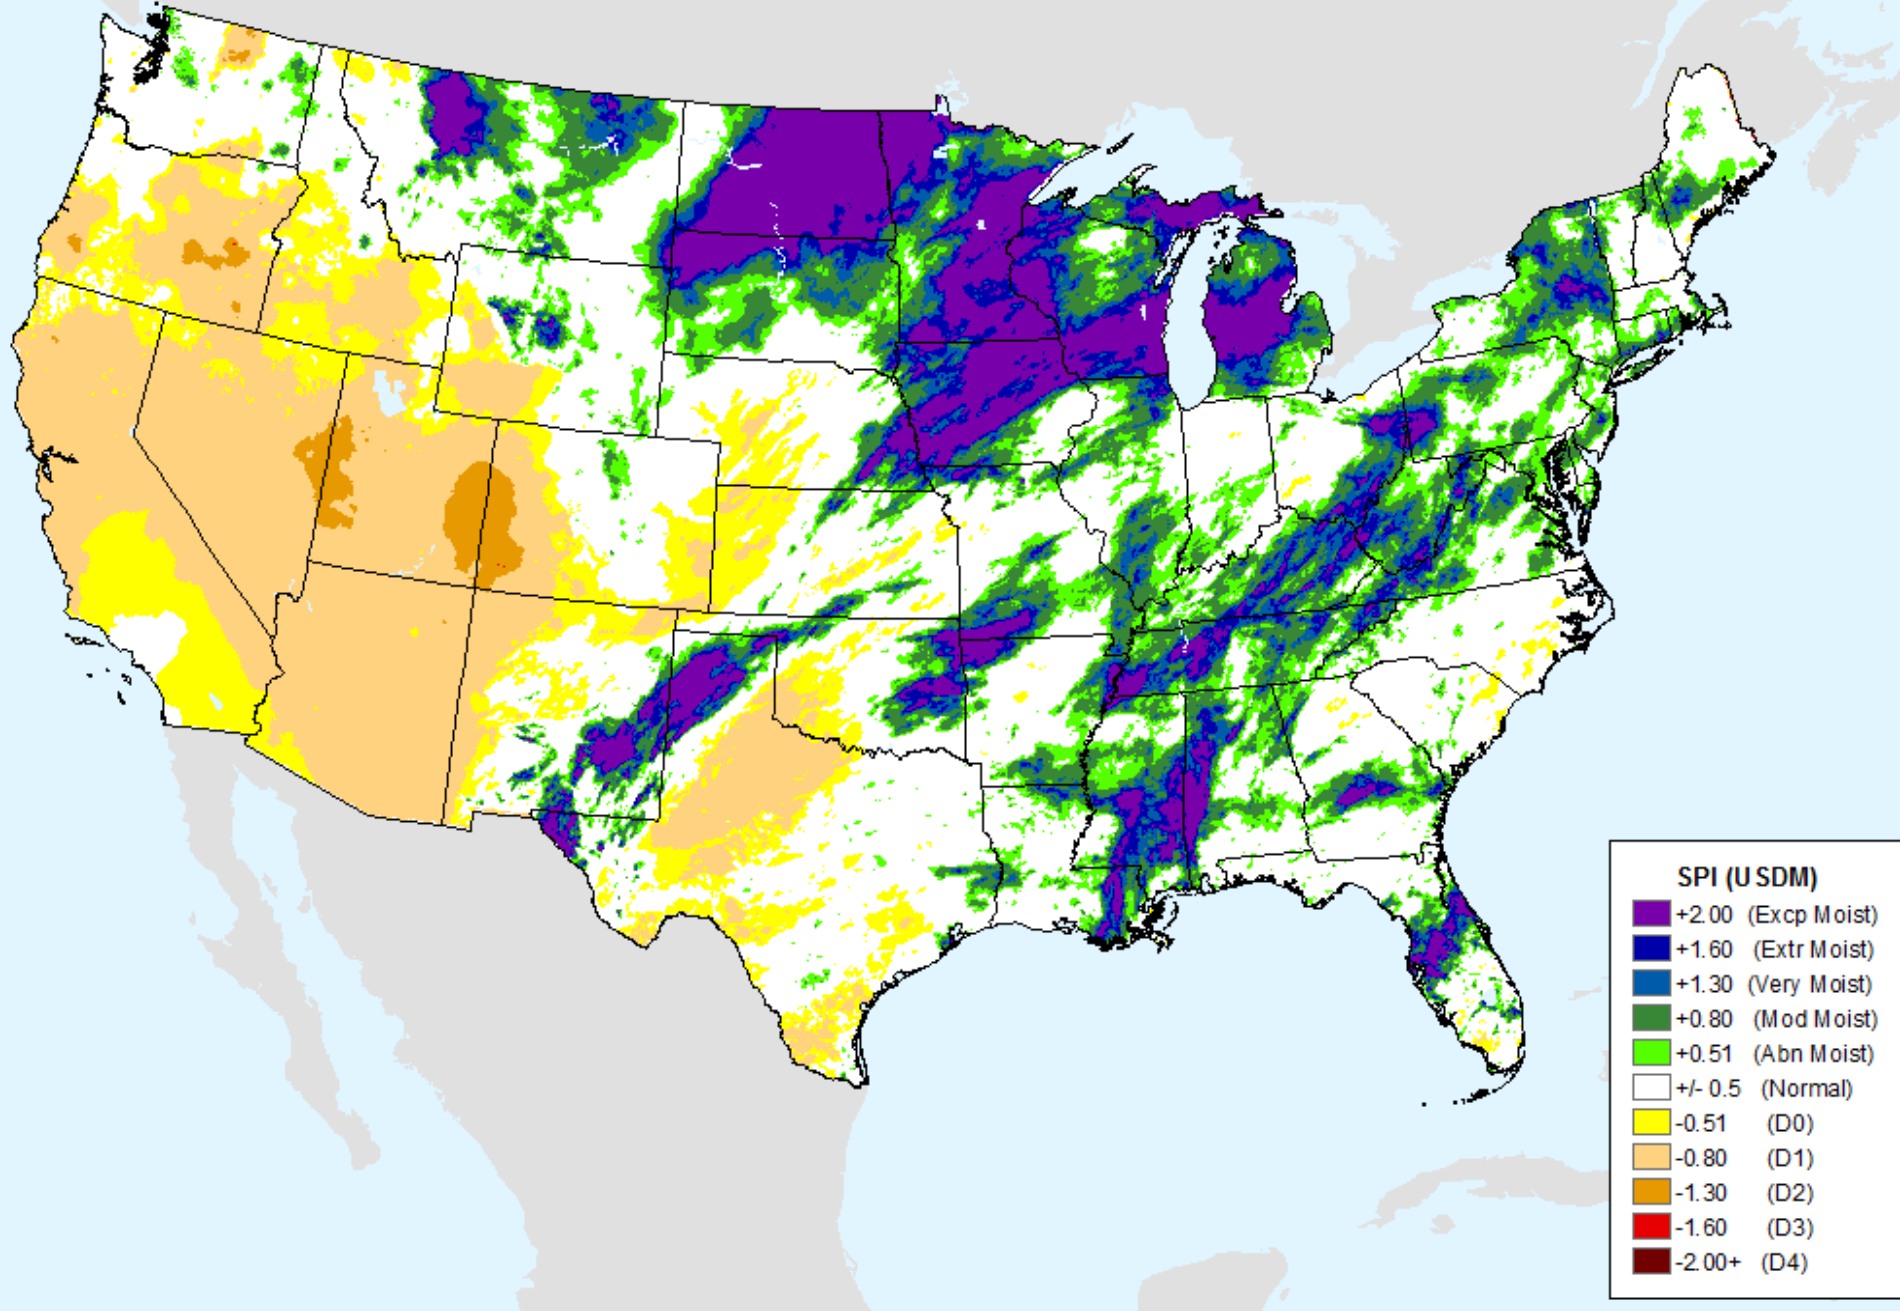 SPI (USDM)
+2.00 (Excp Moist)
+1.60 (Extr Moist)
+1.30 (Very Moist)
+0.80 (Mod Moist)
+0.51 (Abn Moist)
+/- 0.5 (Normal)
-0.51 (D0)
-0.80 (D1)
-1.30 (D2)
-1.60 (D3)
-2.00+ (D4)